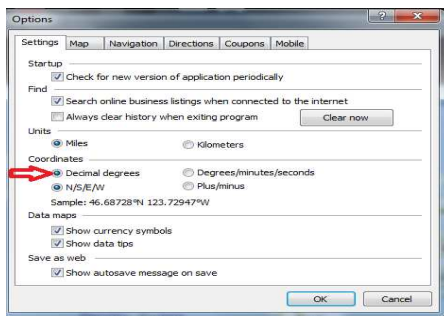 Options
Settings Map Navigation Directions Coupons Mobile
Startup
Check for new version of application periodically
Find
Search online business listings when connected to the internet
Always clear history when exiting program Clear now
Units
Miles Kilometers
Coordinates
Decimal degrees Degrees/minutes/seconds
N/S/E/W Plus/minus
Sample: 46.68728°N 123.72947°W
Data maps
Show currency symbols
Show data tips
Save as web
Show autosave message on save
OK Cancel